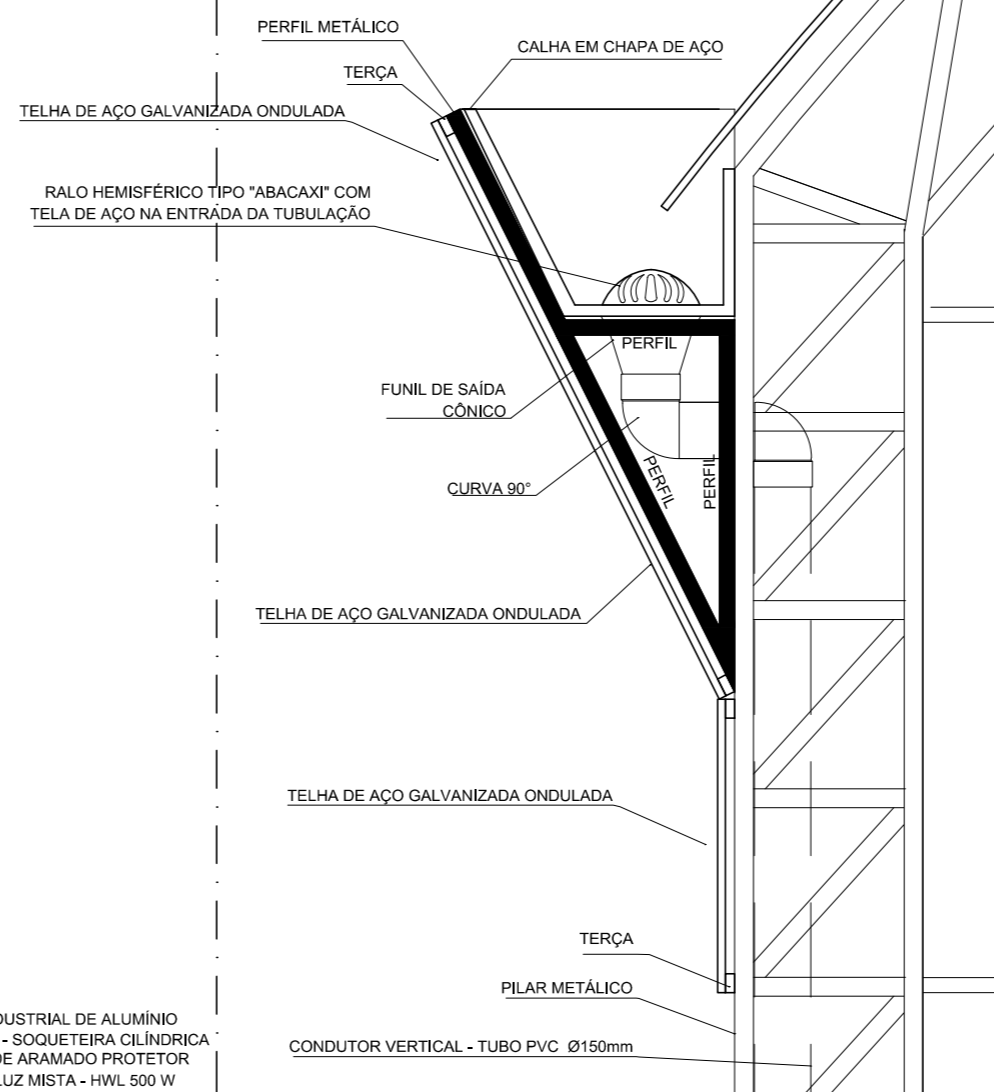 PERFIL METÁLICO
CALHA EM CHAPA DE AÇO
TERÇA
TELHA DE AÇO GALVANIZADA ONDULADA
RALO HEMISFÉRICO TIPO "ABACAXI" COM
TELA DE AÇO NA ENTRADA DA TUBULAÇÃO
PERFIL
FUNIL DE SAÍDA
CÔNICO
PERFIL
PERFIL
CURVA 90°
TELHA DE AÇO GALVANIZADA ONDULADA
TELHA DE AÇO GALVANIZADA ONDULADA
TERÇA
PILAR METÁLICO
DUSTRIAL DE ALUMÍNIO
- SOQUETEIRA CILÍNDRICA
DE ARAMADO PROTETOR
LUZ MISTA - HWL 500 W
CONDUTOR VERTICAL - TUBO PVC Ø150mm